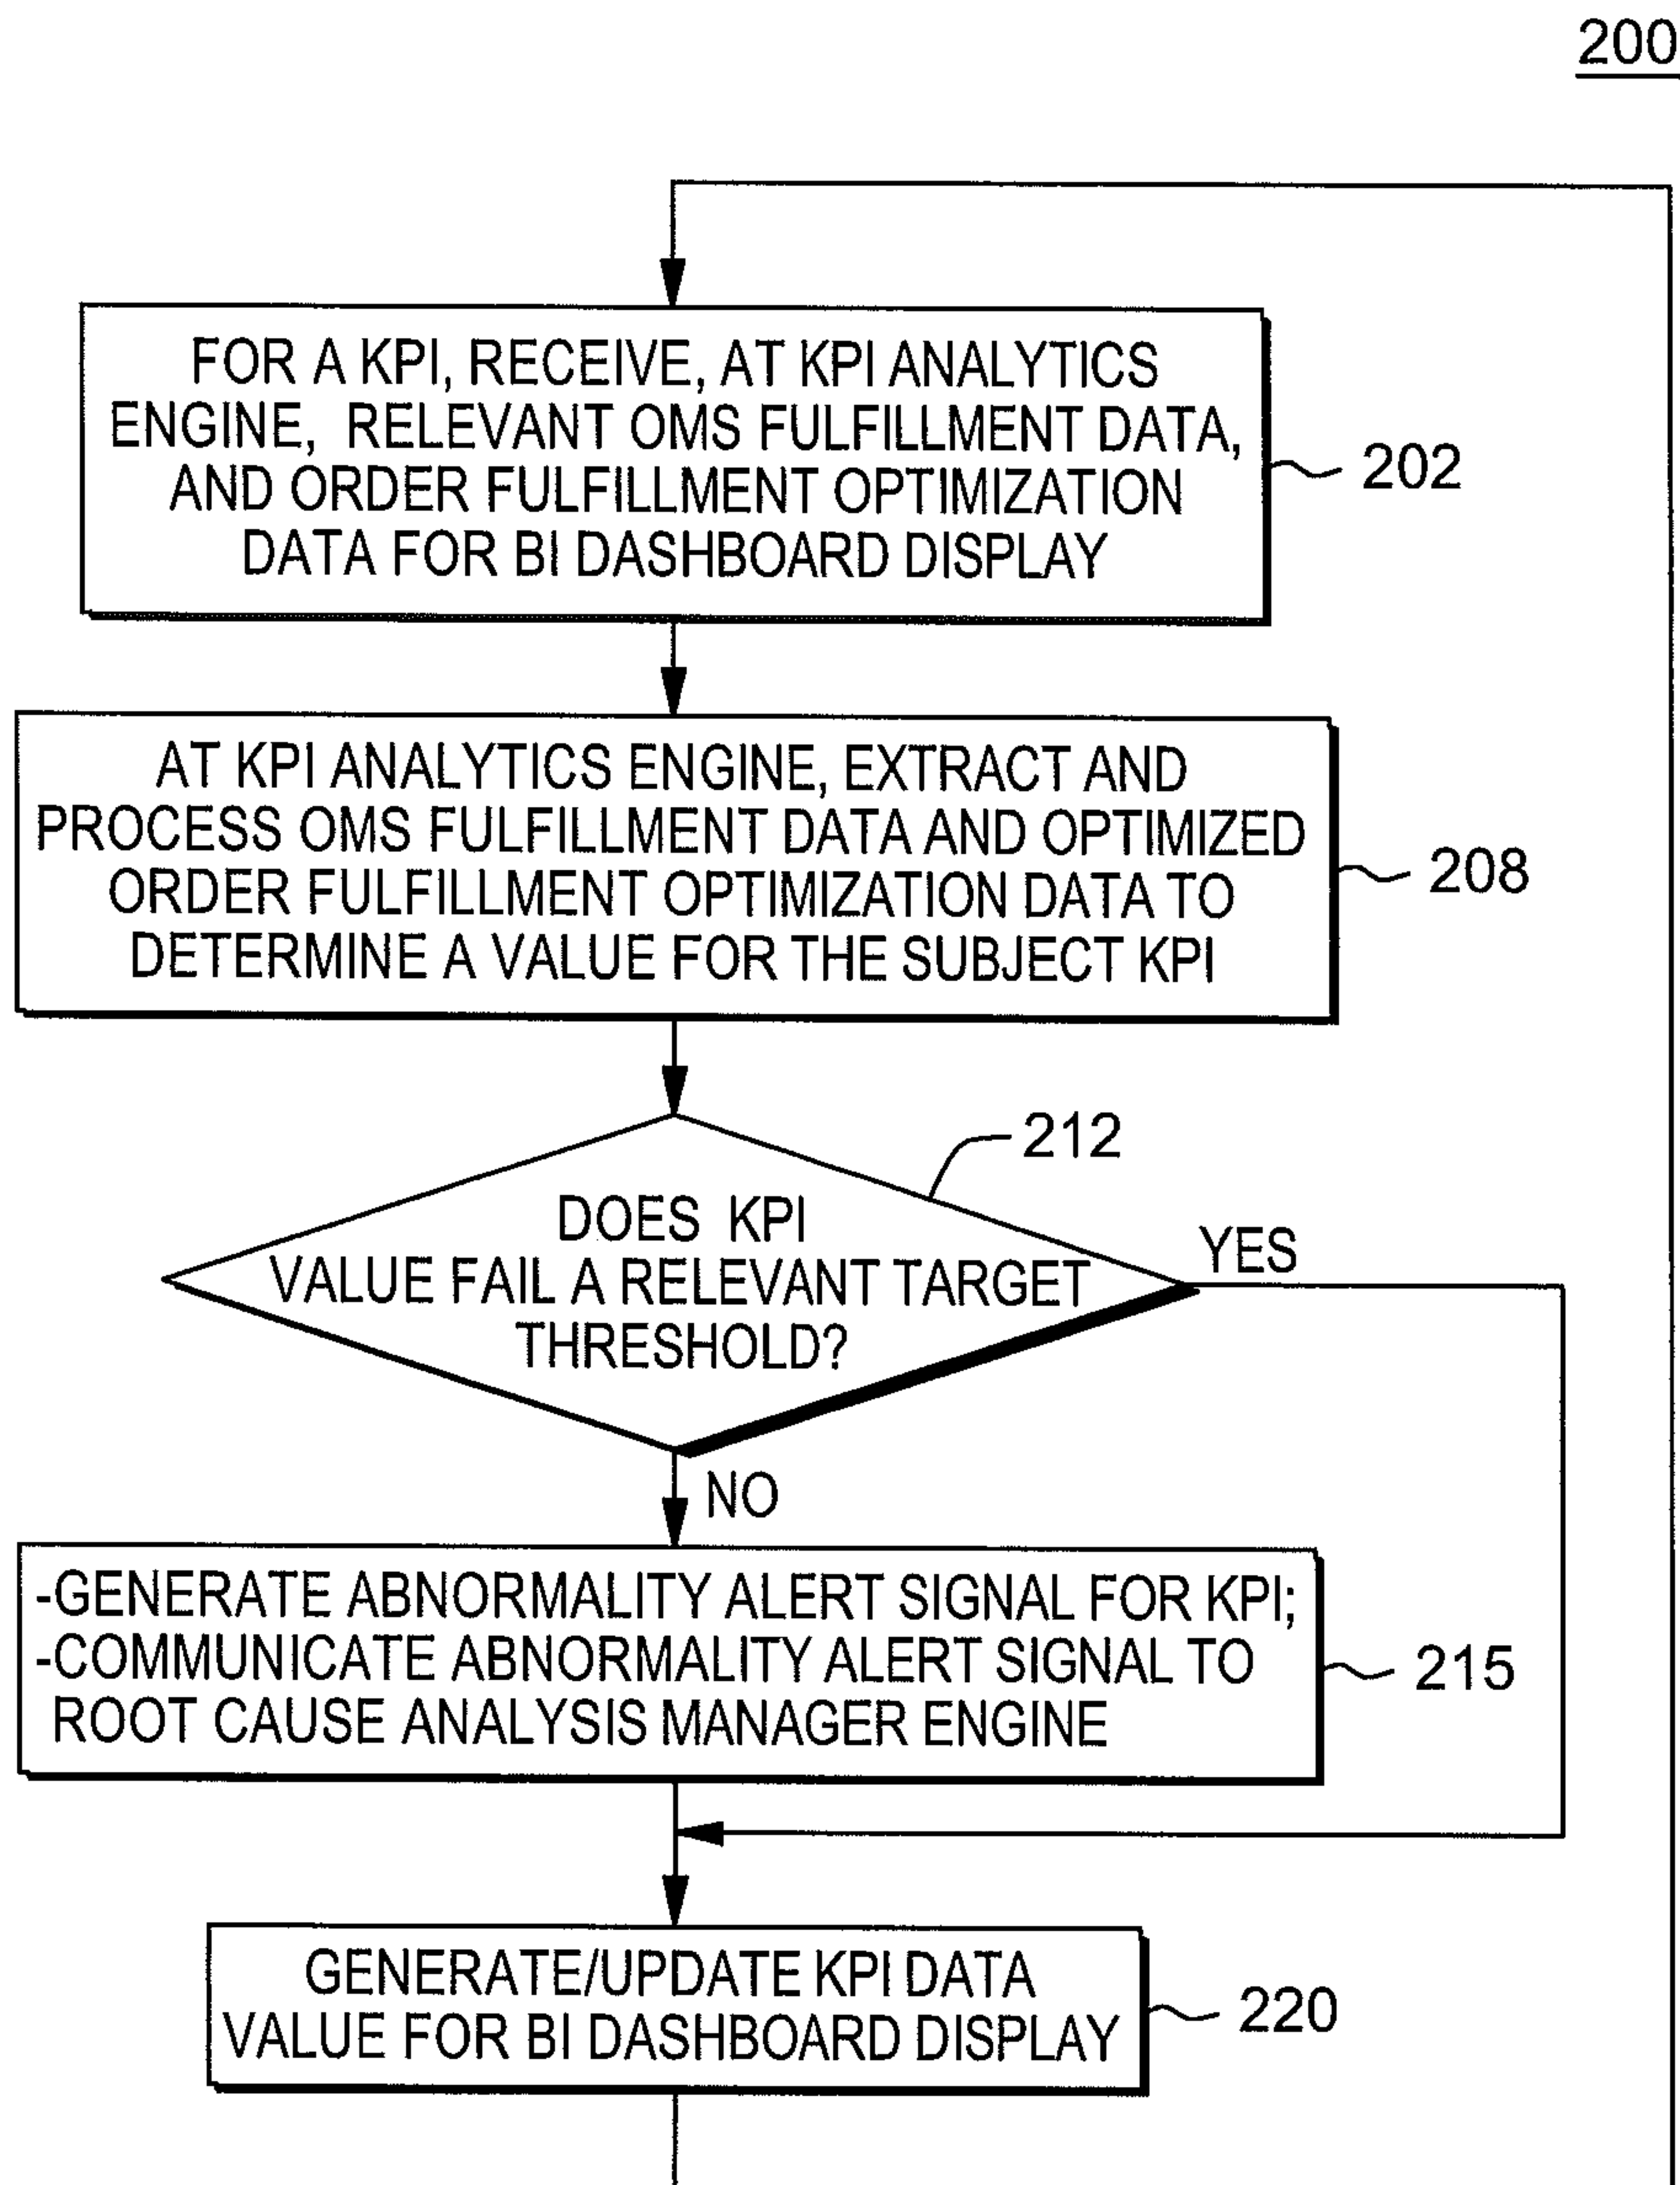 200
FOR A KPI, RECEIVE, AT KPI ANALYTICS
ENGINE, RELEVANT OMS FULFILLMENT DATA,
AND ORDER FULFILLMENT OPTIMIZATION
DATA FOR BI DASHBOARD DISPLAY
202
AT KPI ANALYTICS ENGINE, EXTRACT AND
PROCESS OMS FULFILLMENT DATA AND OPTIMIZED
ORDER FULFILLMENT OPTIMIZATION DATA TO
DETERMINE A VALUE FOR THE SUBJECT KPI
208
212
DOES KPI
VALUE FAIL A RELEVANT TARGET
THRESHOLD?
YES
NO
-GENERATE ABNORMALITY ALERT SIGNAL FOR KPI;
-COMMUNICATE ABNORMALITY ALERT SIGNAL TO
ROOT CAUSE ANALYSIS MANAGER ENGINE
215
GENERATE/UPDATE KPI DATA
VALUE FOR BI DASHBOARD DISPLAY
220